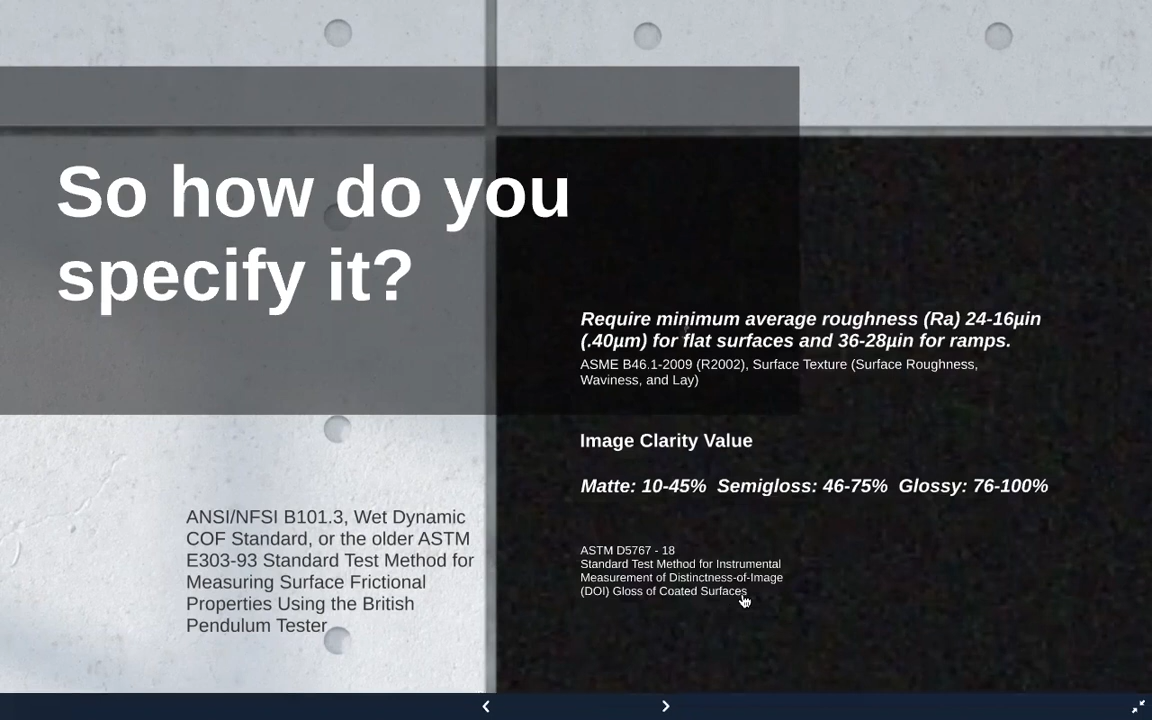 So how do you
specify it?
Require minimum average roughness (Ra) 24-16µin
(.40µm) for flat surfaces and 36-28µin for ramps.
ASME B46.1-2009 (R2002), Surface Texture (Surface Roughness,
Waviness, and Lay)
Image Clarity Value
Matte: 10-45%  Semigloss: 46-75%  Glossy: 76-100%
ANSI/NFSI B101.3, Wet Dynamic
COF Standard, or the older ASTM
E303-93 Standard Test Method for
Measuring Surface Frictional
Properties Using the British
Pendulum Tester
ASTM D5767 - 18
Standard Test Method for Instrumental
Measurement of Distinctness-of-Image
(DOI) Gloss of Coated Surfaces